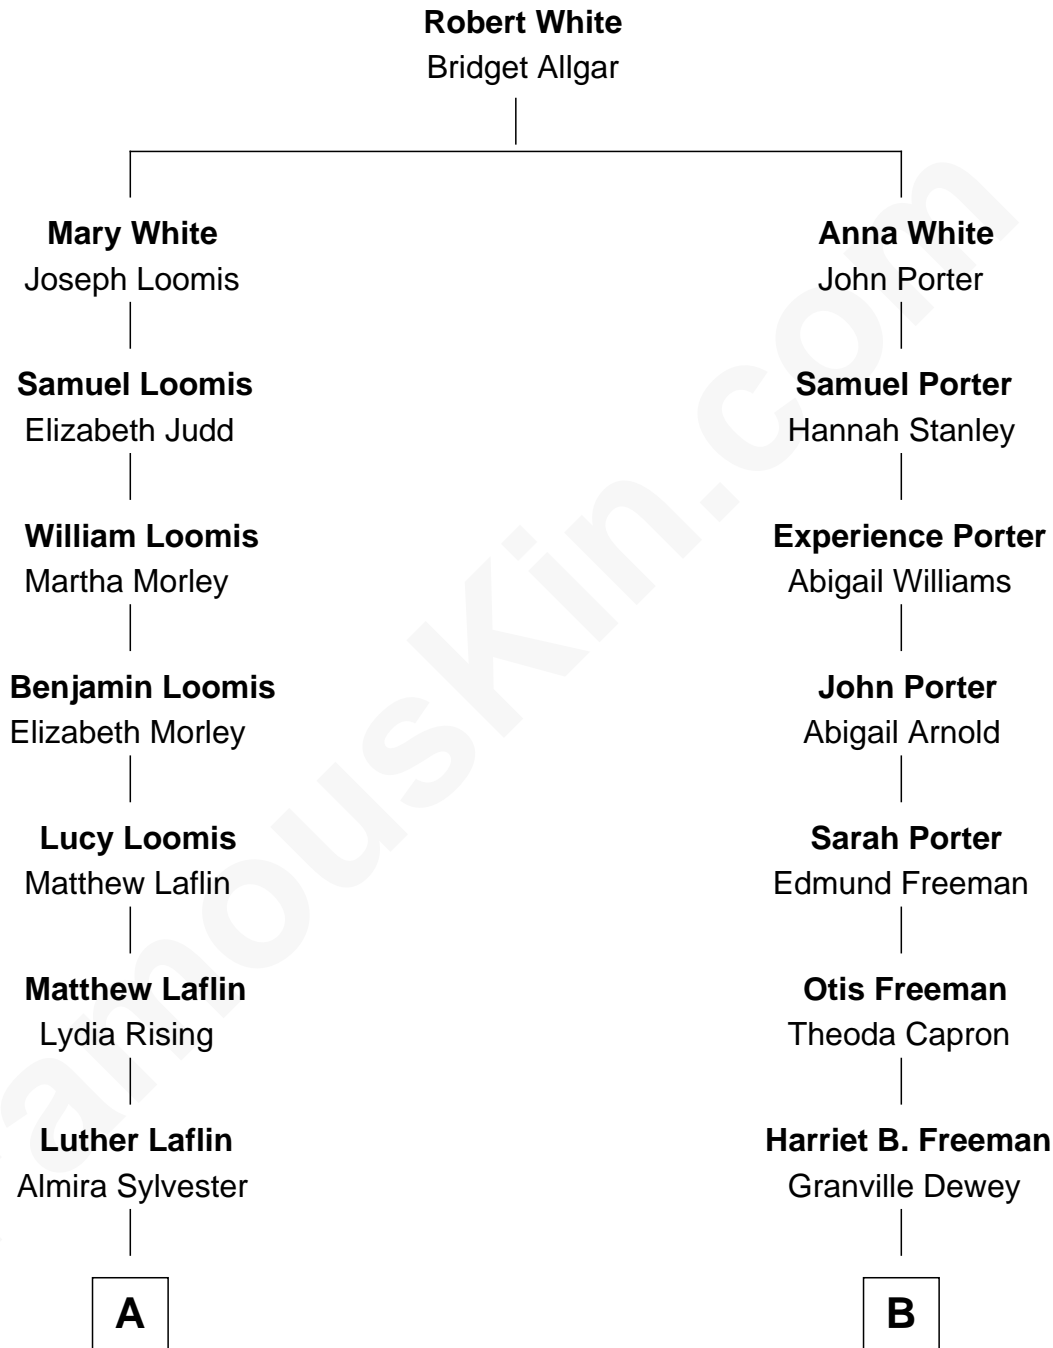 Robert White
Bridget Allgar
Mary White
Joseph Loomis
Anna White
John Porter
Samuel Loomis
Elizabeth Judd
Samuel Porter
Hannah Stanley
William Loomis
Martha Morley
Experience Porter
Abigail Williams
Benjamin Loomis
Elizabeth Morley
John Porter
Abigail Arnold
Lucy Loomis
Matthew Laflin
Sarah Porter
Edmund Freeman
Matthew Laflin
Lydia Rising
Otis Freeman
Theoda Capron
Luther Laflin
Almira Sylvester
Harriet B. Freeman
Granville Dewey
A
B
amouskin.com